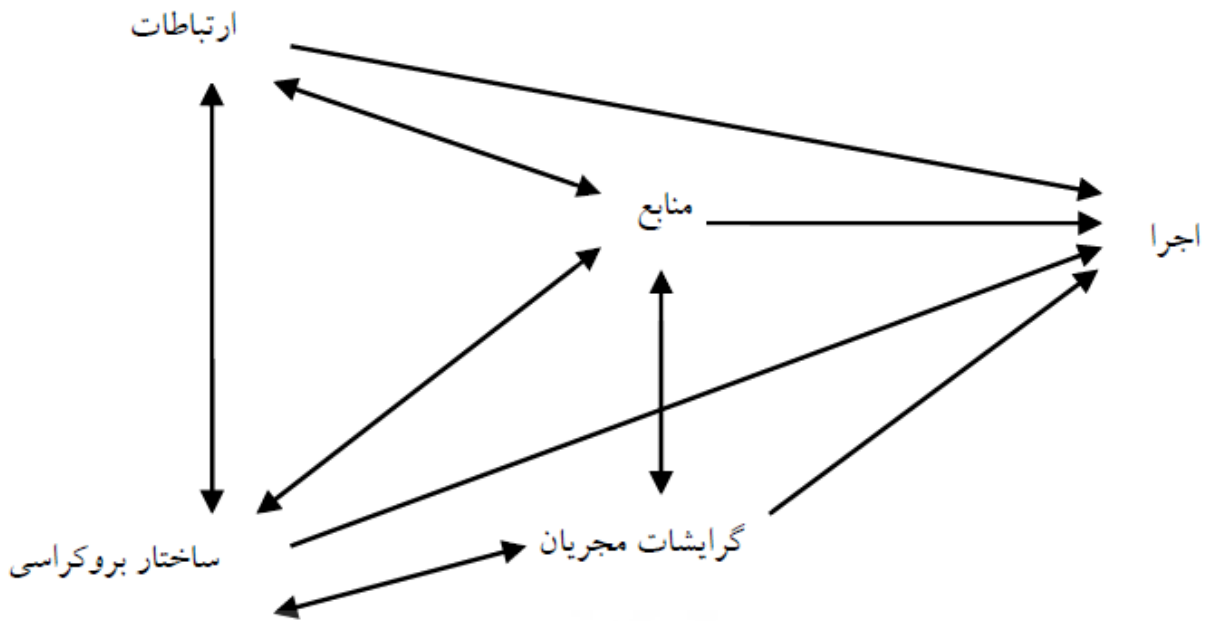 ارتباطات
منابع
اجرا
گرایشات مجریان
ساختار بروکراسی